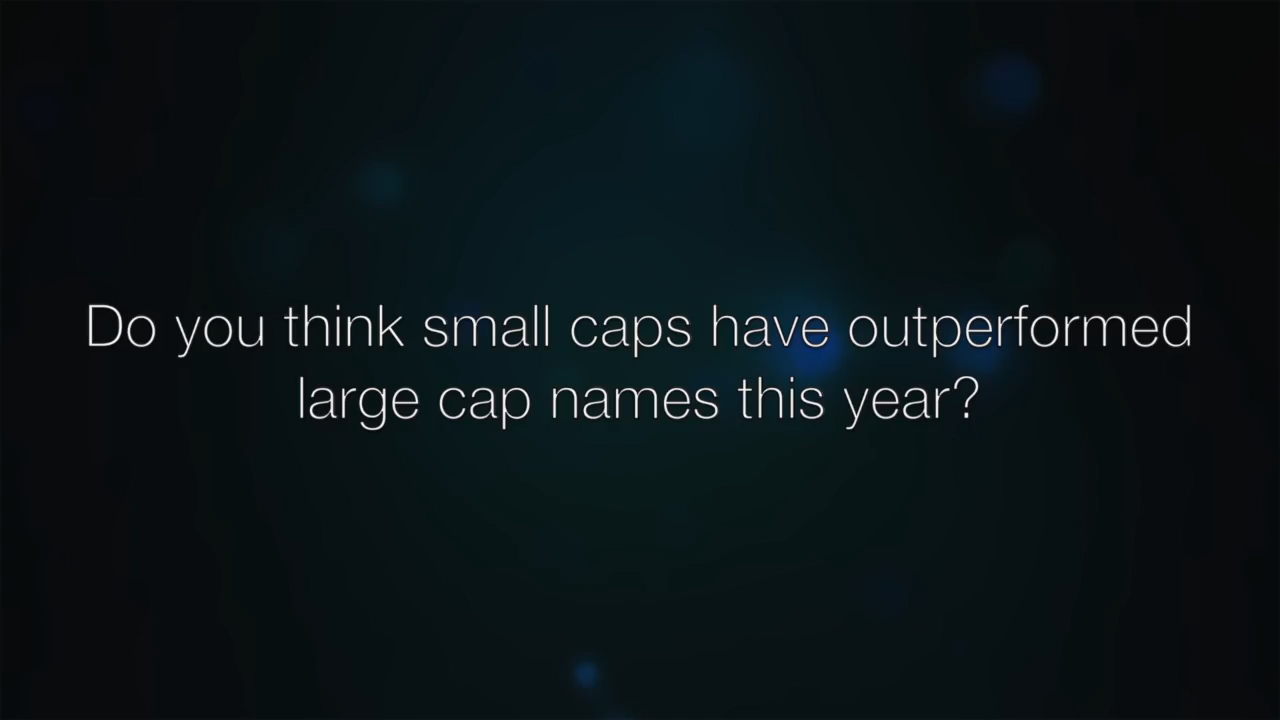 Do you think small caps have outperformed
large cap names this year?